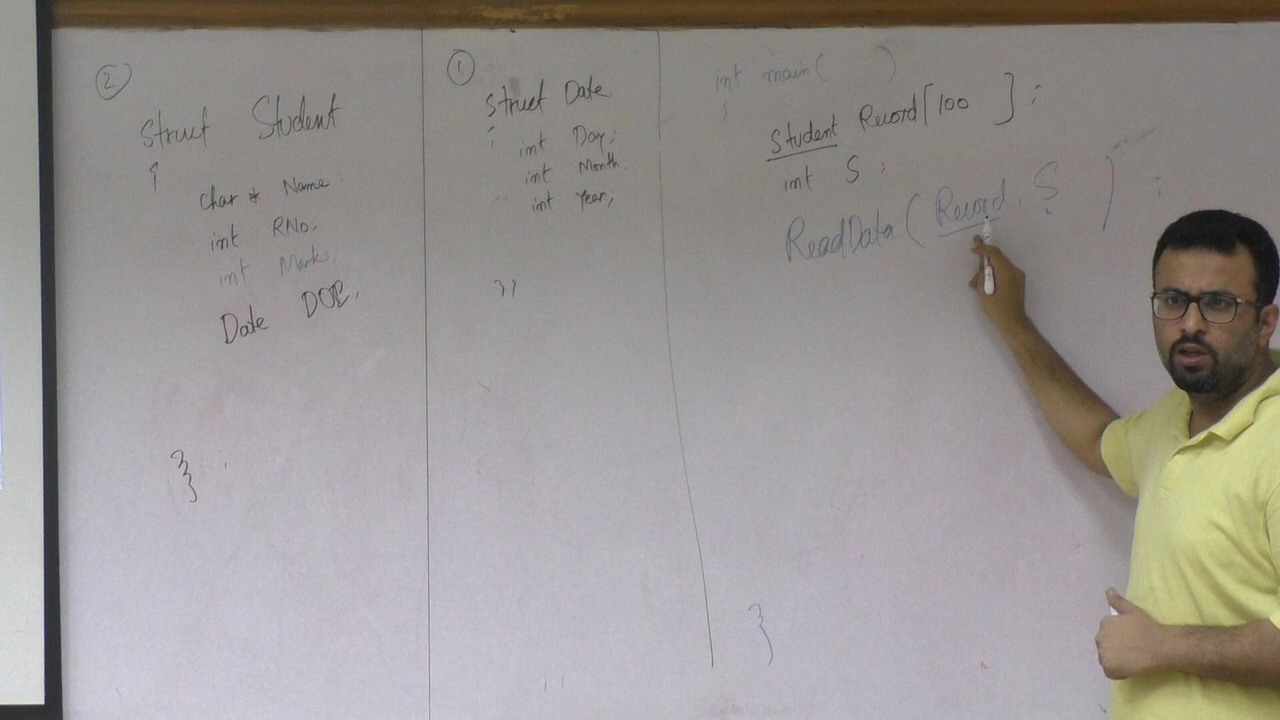 2
Struct Student
{
char * Name;
int RNo.
int Marks,
Date DOB,
}
1
Struct Date
{
int Day;
int Month
int Year;
};
int main( )
{
Student Record[100 ];
int S;
ReadData ( Record, S ) ;
}